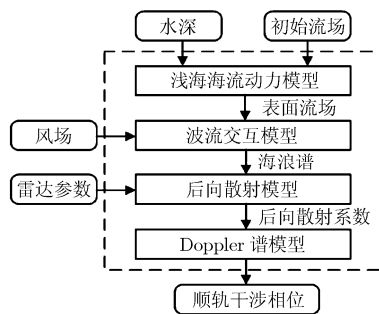 水深
初始流场
浅海海流动力模型
表面流场
风场
波流交互模型
海浪谱
雷达参数
后向散射模型
后向散射系数
Doppler 谱模型
顺轨干涉相位